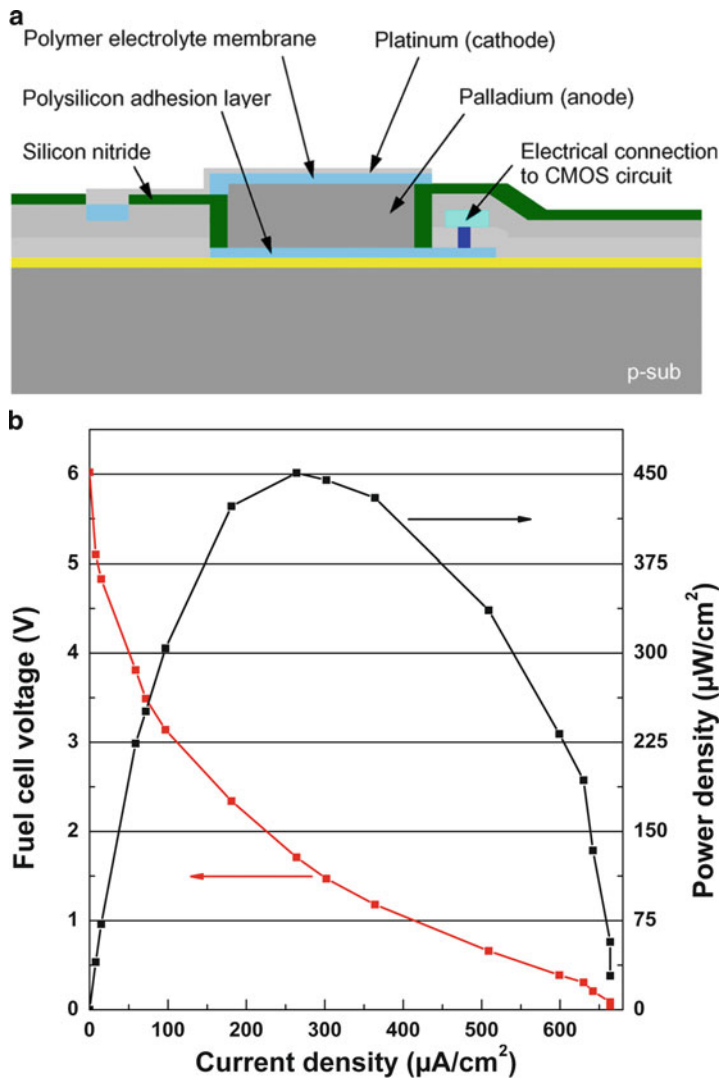 a
Polymer electrolyte membrane
Platinum (cathode)
Polysilicon adhesion layer
Palladium (anode)
Silicon nitride
Electrical connection
to CMOS circuit
p-sub
b
Fuel cell voltage (V)
6
5
4
3
2
1
0
450
375
300
225
150
75
0
Power density (µW/cm²)
0
100
200
300
400
500
600
Current density (µA/cm²)